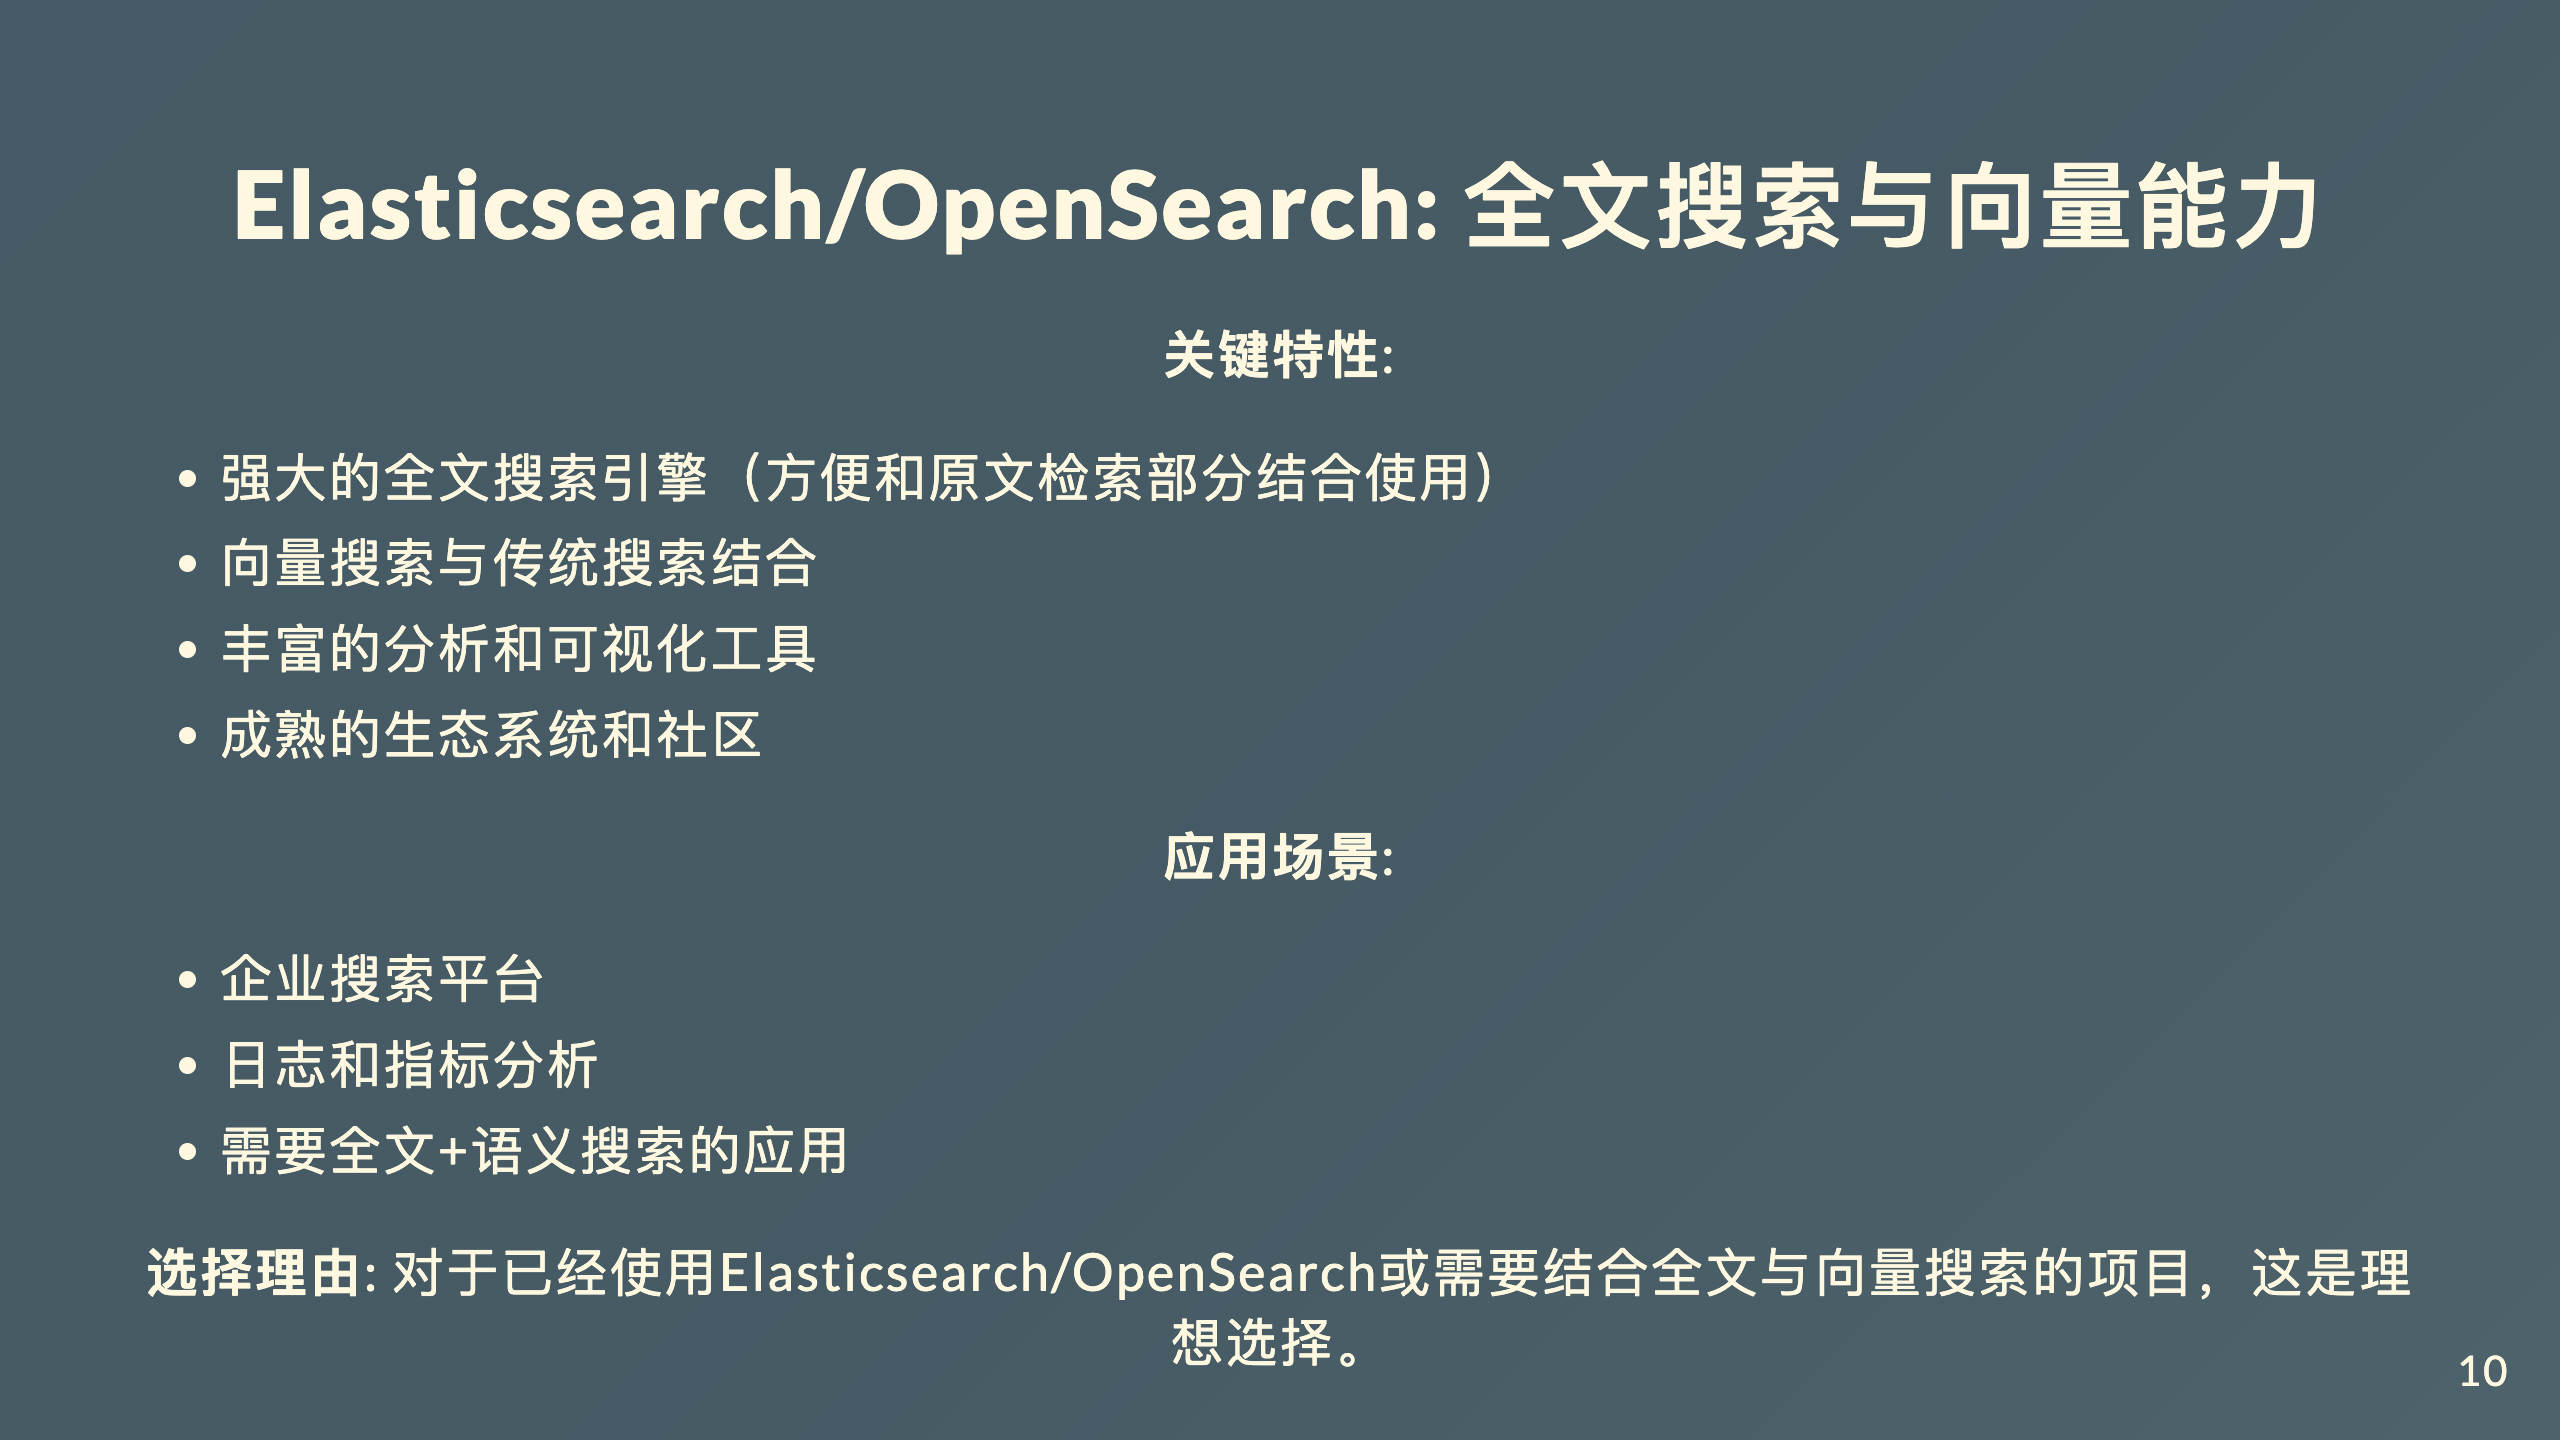 Elasticsearch/OpenSearch: 全文搜索与向量能力
关键特性:
• 强大的全文搜索引擎（方便和原文检索部分结合使用）
• 向量搜索与传统搜索结合
• 丰富的分析和可视化工具
• 成熟的生态系统和社区
应用场景:
• 企业搜索平台
• 日志和指标分析
• 需要全文+语义搜索的应用
选择理由: 对于已经使用Elasticsearch/OpenSearch或需要结合全文与向量搜索的项目，这是理
想选择。
10